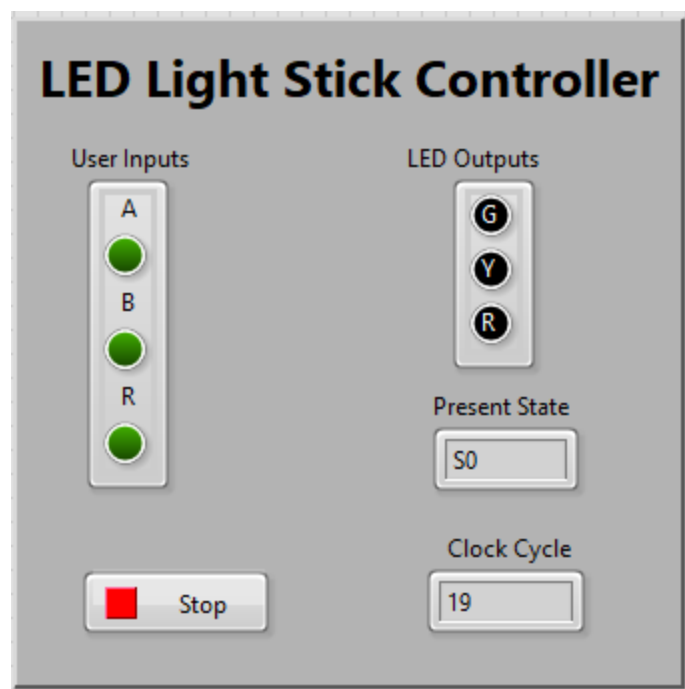 LED Light Stick Controller
User Inputs
A
B
R
Stop
LED Outputs
G
Y
R
Present State
S0
Clock Cycle
19